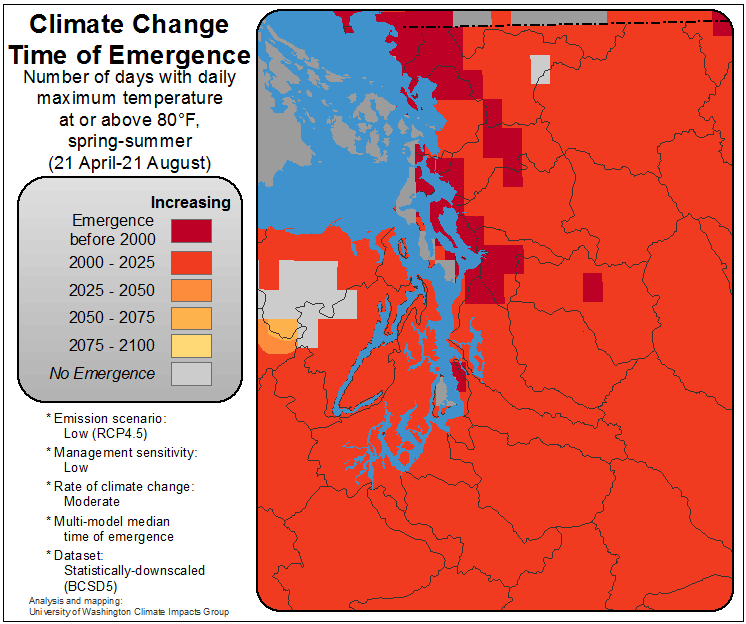 Climate Change
Time of Emergence
Number of days with daily
maximum temperature
at or above 80°F,
spring-summer
(21 April-21 August)
Increasing
Emergence
before 2000
2000 - 2025
2025 - 2050
2050 - 2075
2075 - 2100
No Emergence
* Emission scenario:
Low (RCP4.5)
* Management sensitivity:
Low
* Rate of climate change:
Moderate
* Multi-model median
time of emergence
* Dataset:
Statistically-downscaled
(BCSD5)
Analysis and mapping:
University of Washington Climate Impacts Group